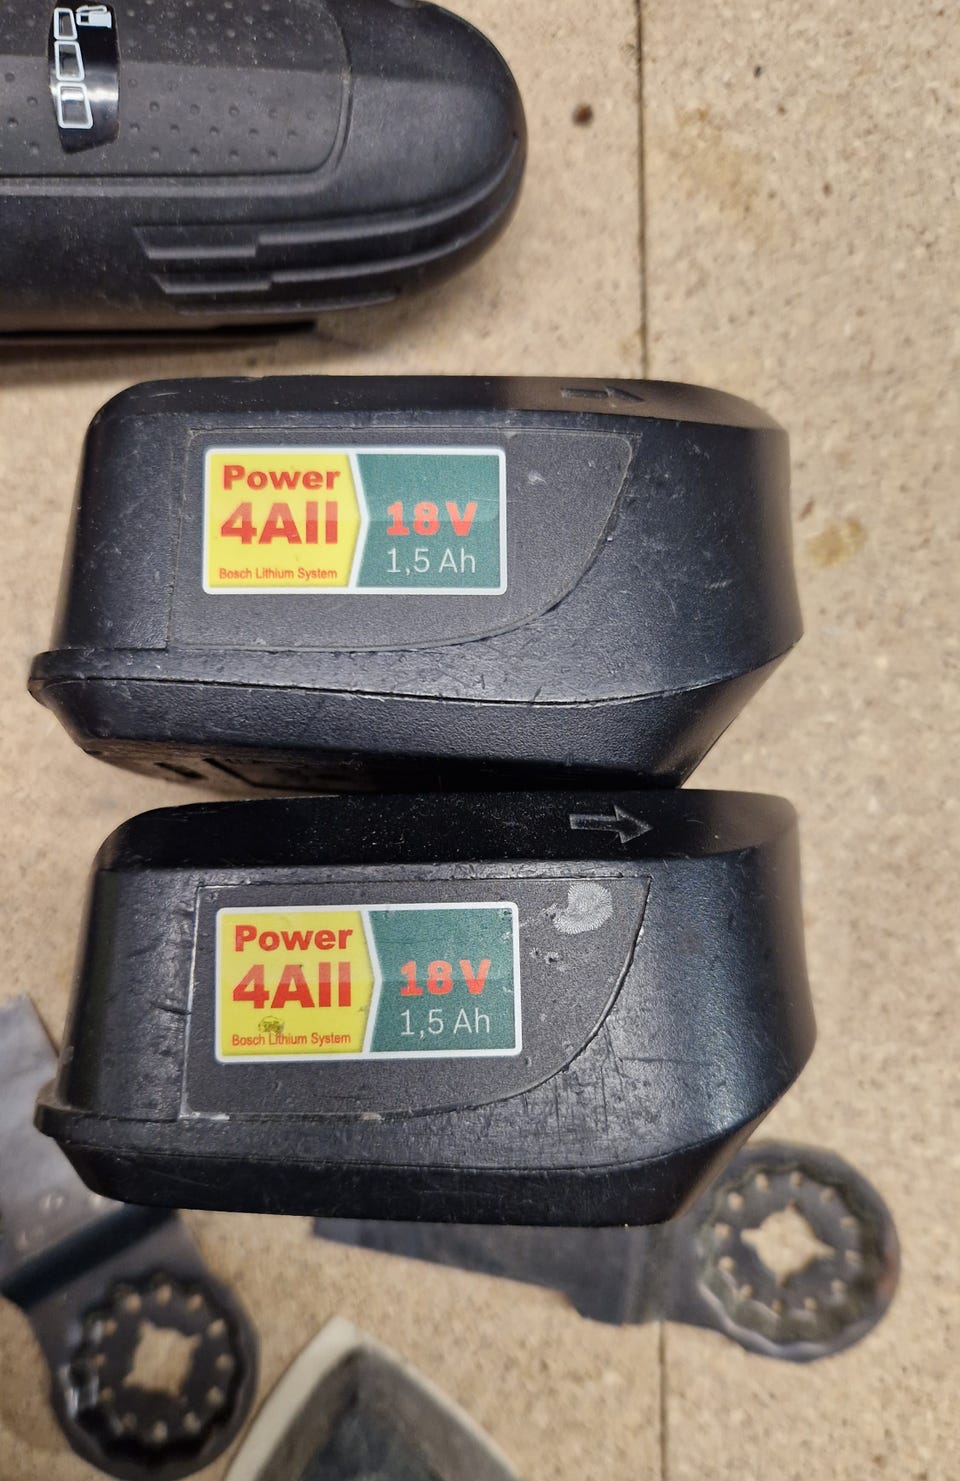 Power
4All
Bosch Lithium System
18V
1,5 Ah
Power
4All
Bosch Lithium System
18V
1,5 Ah